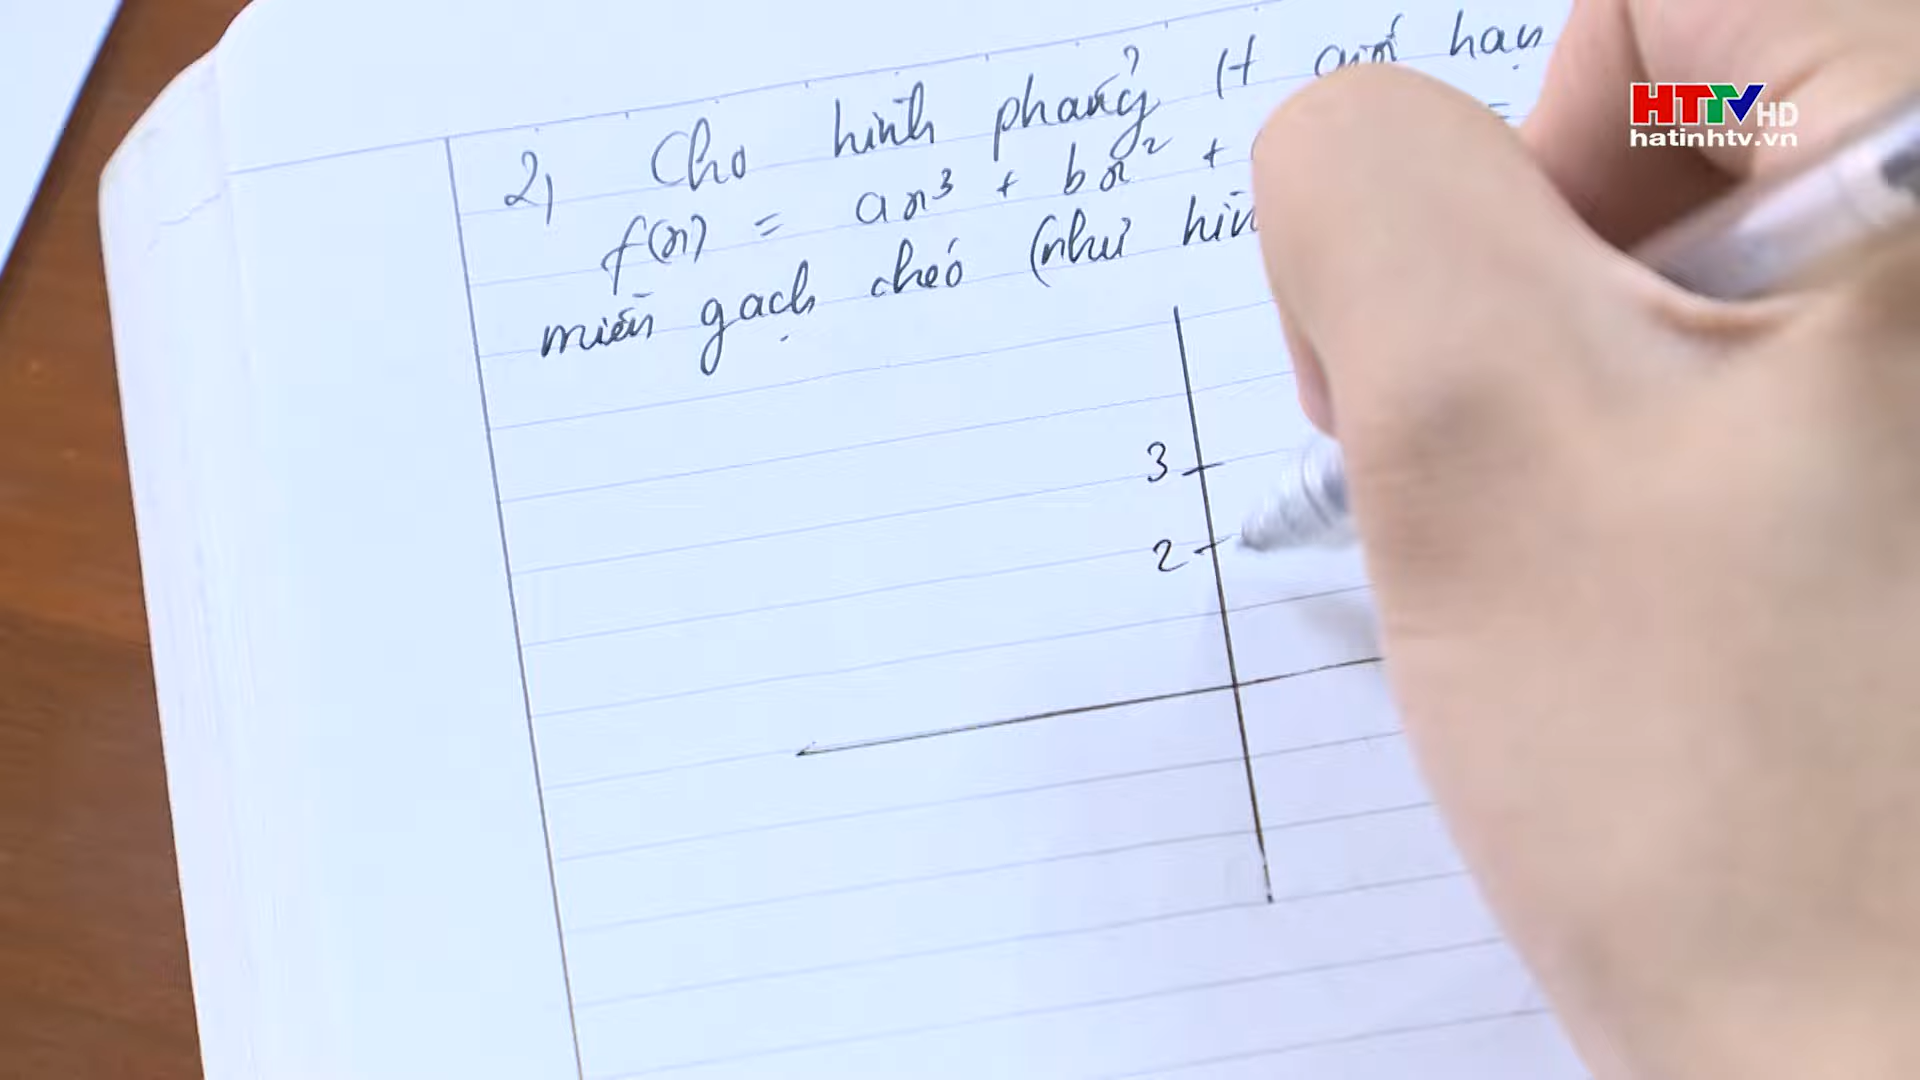 2) Cho hình phẳng (H giới hạn
f(x) = ax³ + bx² + =
miền gạch chéo (như hìn
3
2
HTTV HD
hatinhtv.vn